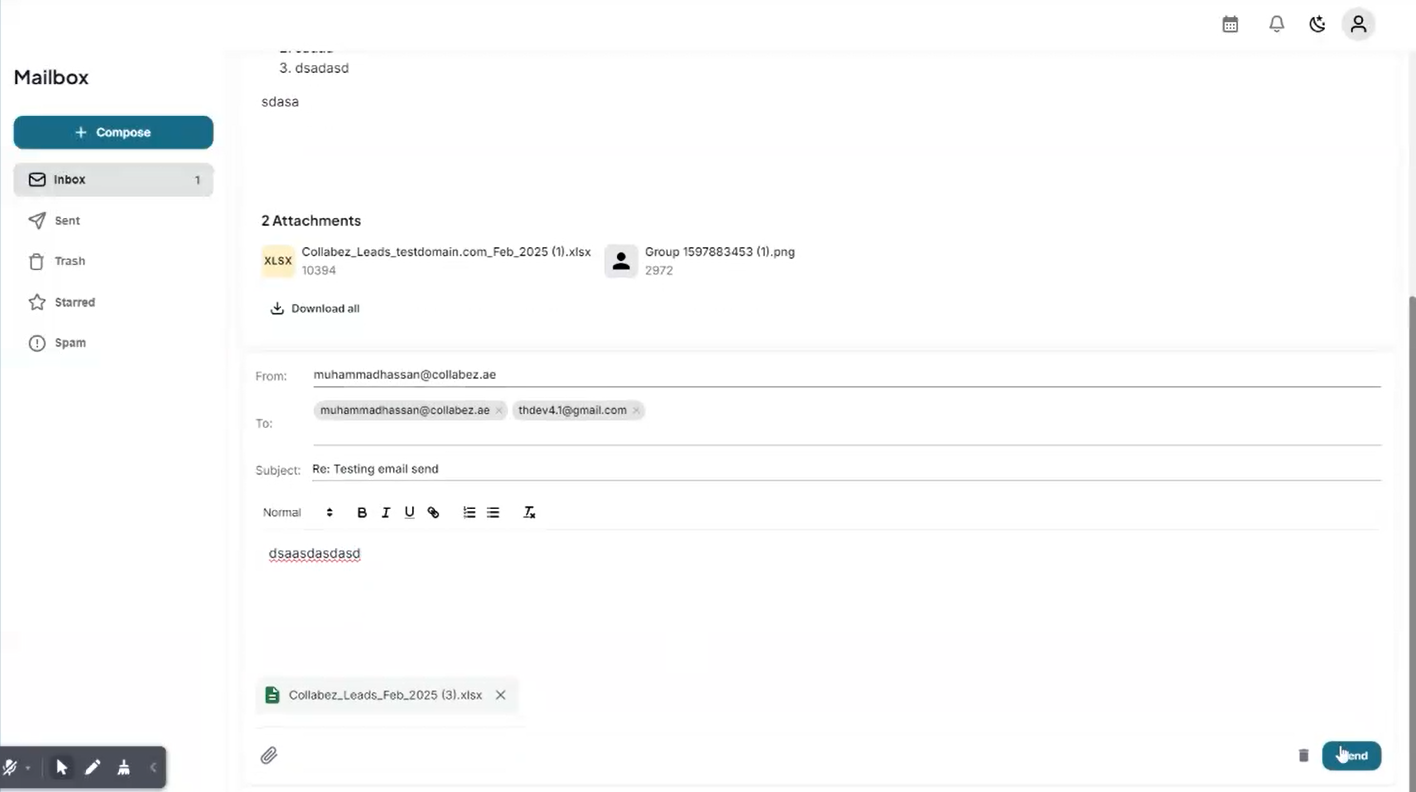 Mailbox
+ Compose
Inbox 1
Sent
Trash
Starred
Spam
3. dsadasd
sdasa
2 Attachments
XLSX Collabez_Leads_testdomain.com_Feb_2025 (1).xlsx
10394
Group 1597883453 (1).png
2972
Download all
From: muhammadhassan@collabez.ae
To: muhammadhassan@collabez.ae × thdev4.1@gmail.com ×
Subject: Re: Testing email send
Normal B I U
dsaasdasdasd
Collabez_Leads_Feb_2025 (3).xlsx